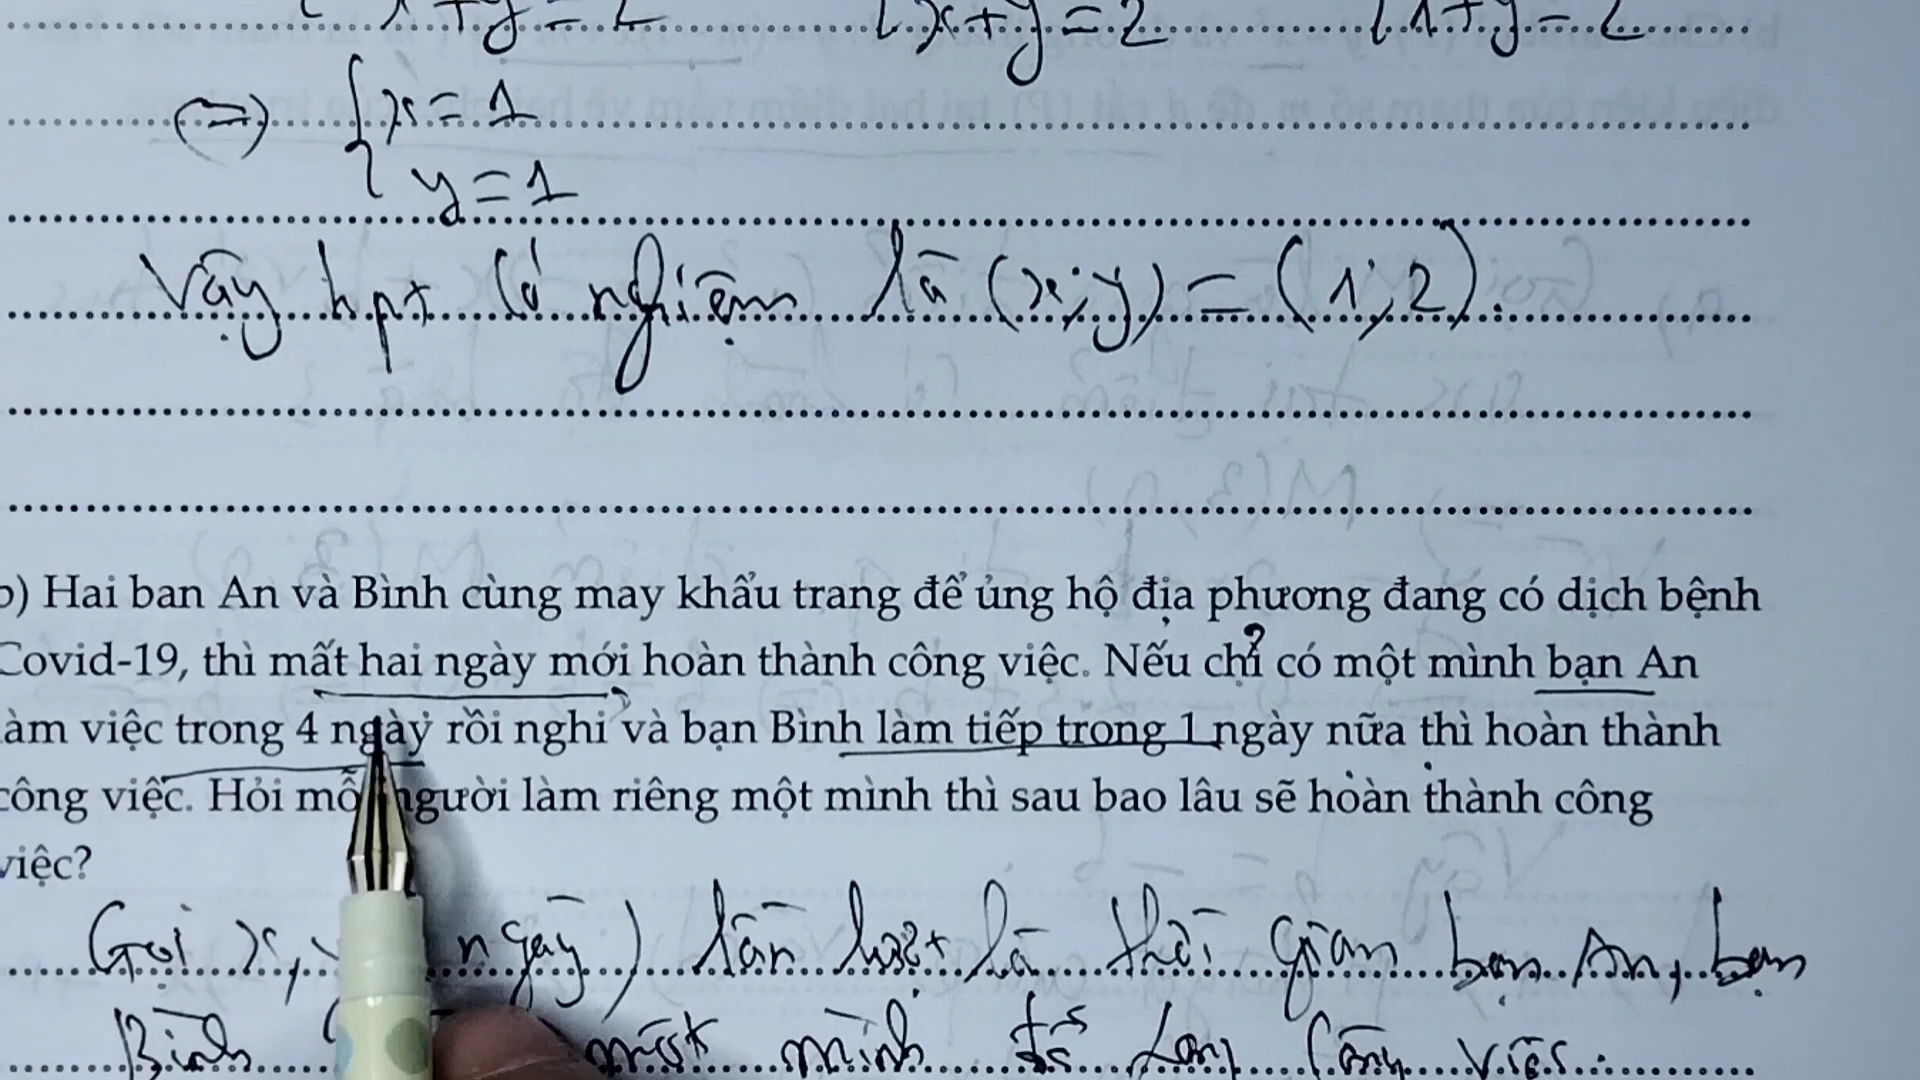 x + y = 2 { x + y = 2 { 1 + y = 2
(=) { x = 1
y = 1
Vậy hpt có nghiệm là (x; y) = (1; 2).
b) Hai ban An và Bình cùng may khẩu trang để ủng hộ địa phương đang có dịch bệnh
Covid-19, thì mất hai ngày mới hoàn thành công việc. Nếu chỉ có một mình bạn An
làm việc trong 4 ngày rồi nghỉ và bạn Bình làm tiếp trong 1 ngày nữa thì hoàn thành
công việc. Hỏi mỗi người làm riêng một mình thì sau bao lâu sẽ hoàn thành công
việc?
Gọi x, ngày) lần lượt là thời gian bạn An, bạn
Bình một mình để công việc.